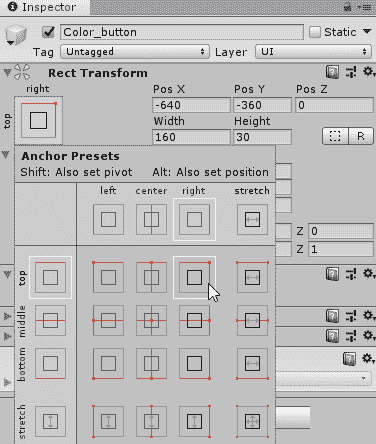 Inspector
Color_button
Static
Tag Untagged Layer UI
Rect Transform
right
top
Pos X Pos Y Pos Z
-640 -360 0
Width Height
160 30
R
Anchor Presets
Shift: Also set pivot Alt: Also set position
left center right stretch
top
middle
bottom
stretch
Z 0
Z 1